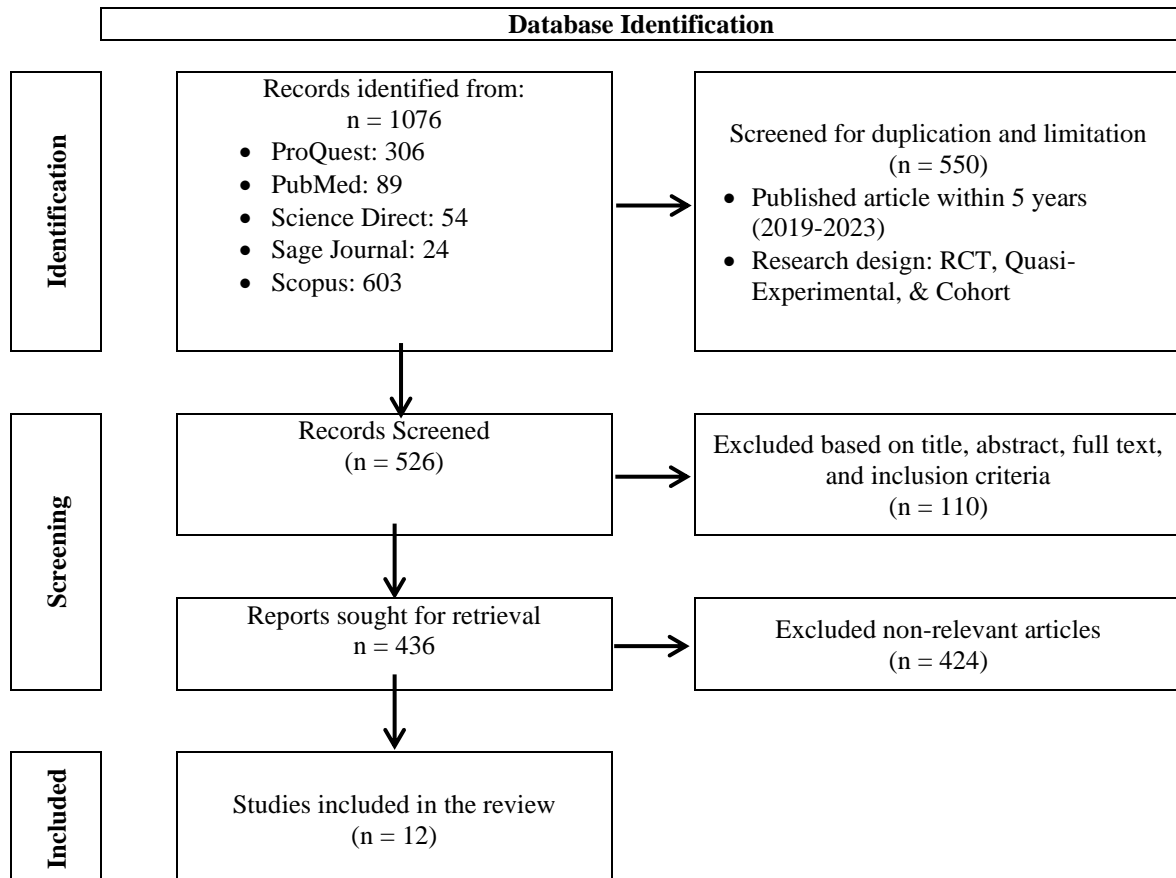 Database Identification
Identification
Records identified from:
n = 1076
• ProQuest: 306
• PubMed: 89
• Science Direct: 54
• Sage Journal: 24
• Scopus: 603
Screened for duplication and limitation
(n = 550)
• Published article within 5 years
(2019-2023)
• Research design: RCT, Quasi-
Experimental, & Cohort
Screening
Records Screened
(n = 526)
Excluded based on title, abstract, full text,
and inclusion criteria
(n = 110)
Reports sought for retrieval
n = 436
Excluded non-relevant articles
(n = 424)
Included
Studies included in the review
(n = 12)